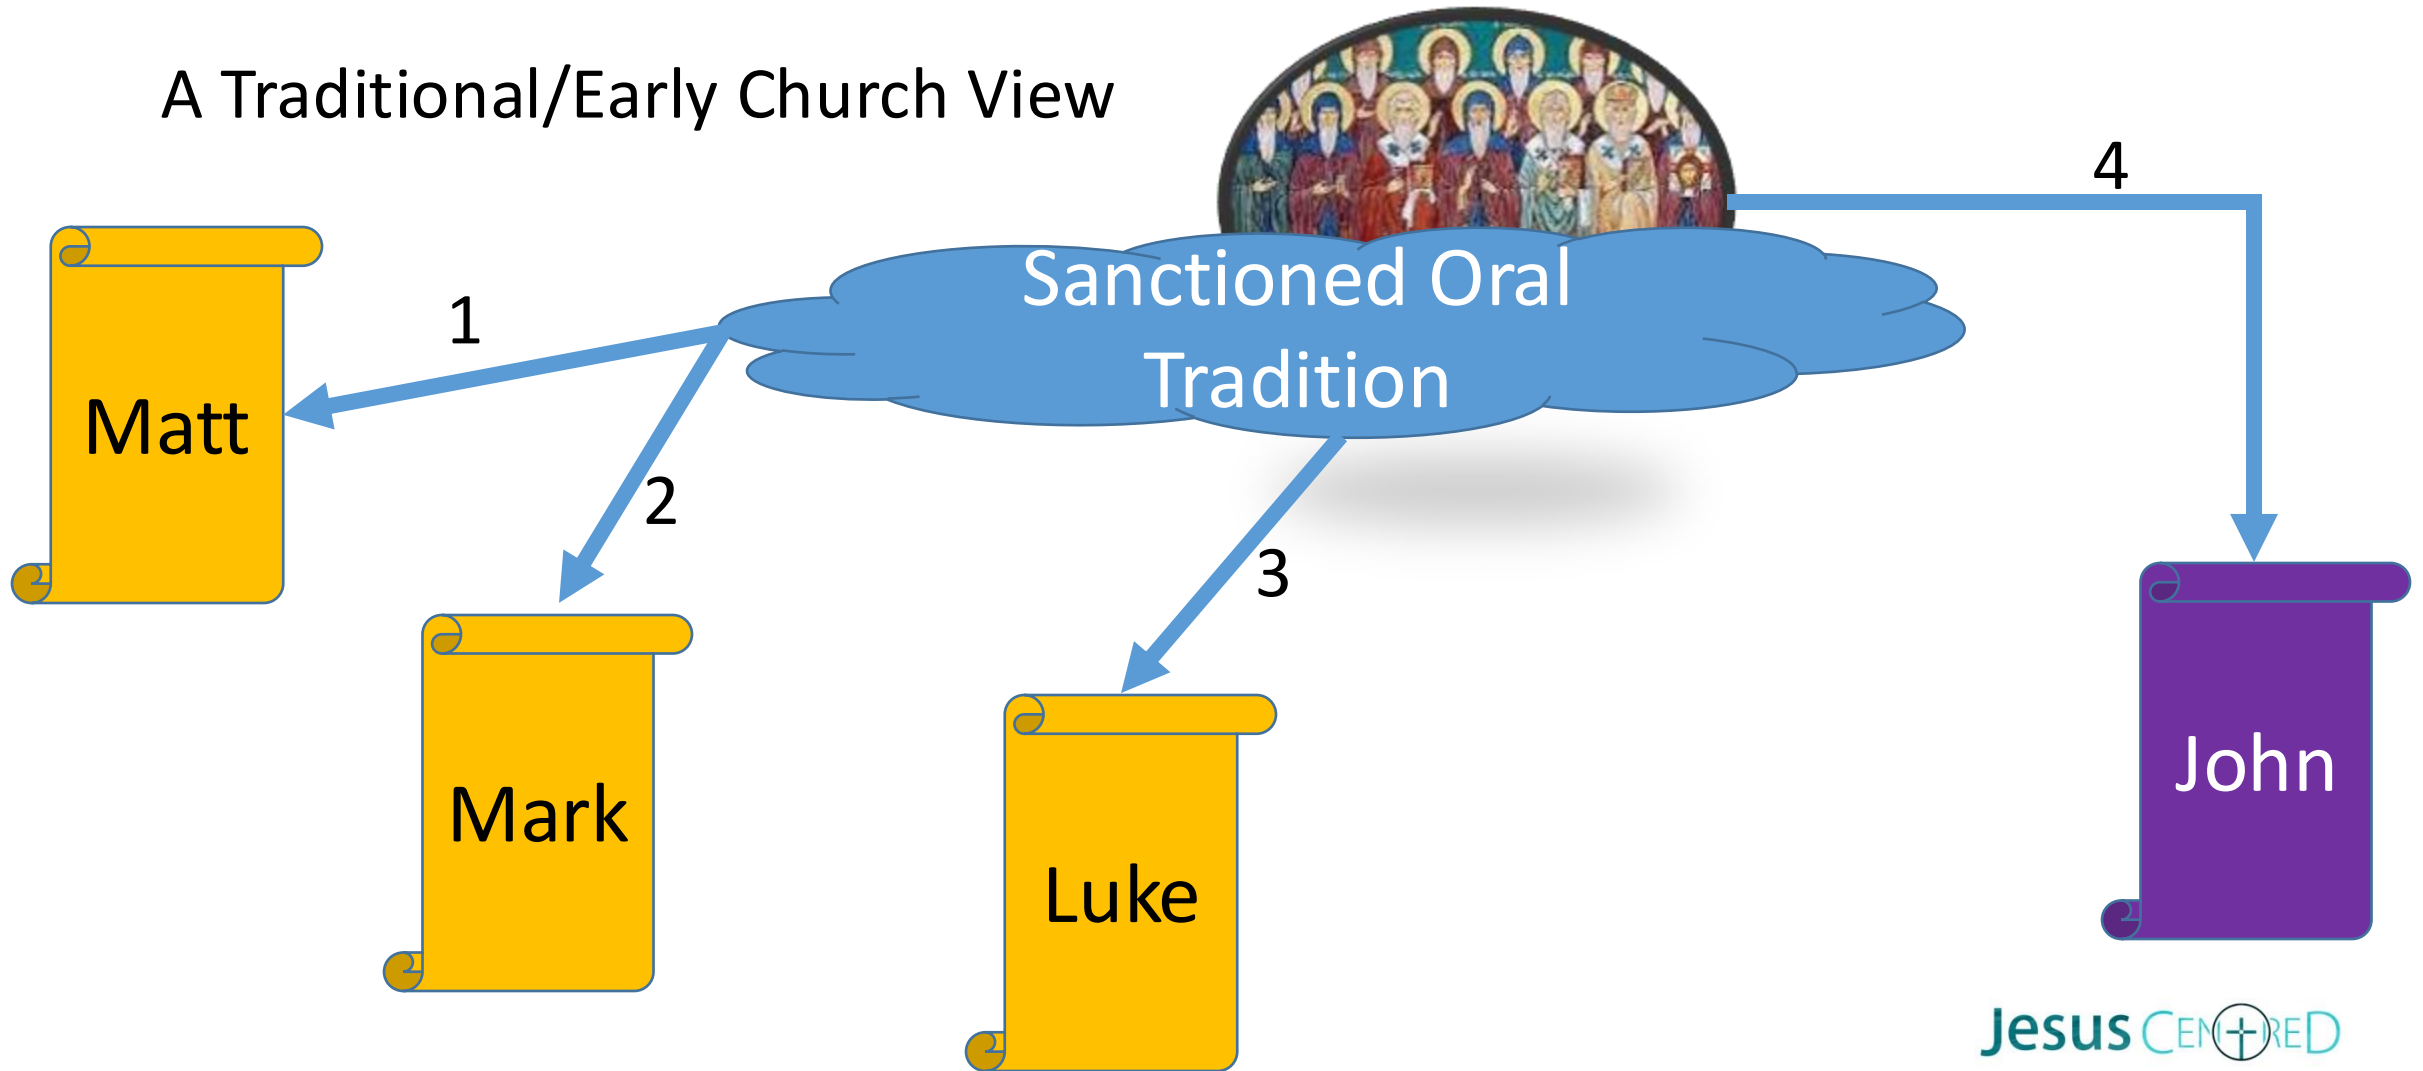 A Traditional/Early Church View
4
Sanctioned Oral
Tradition
1
Matt
2
3
Mark
Luke
John
Jesus CENTRED